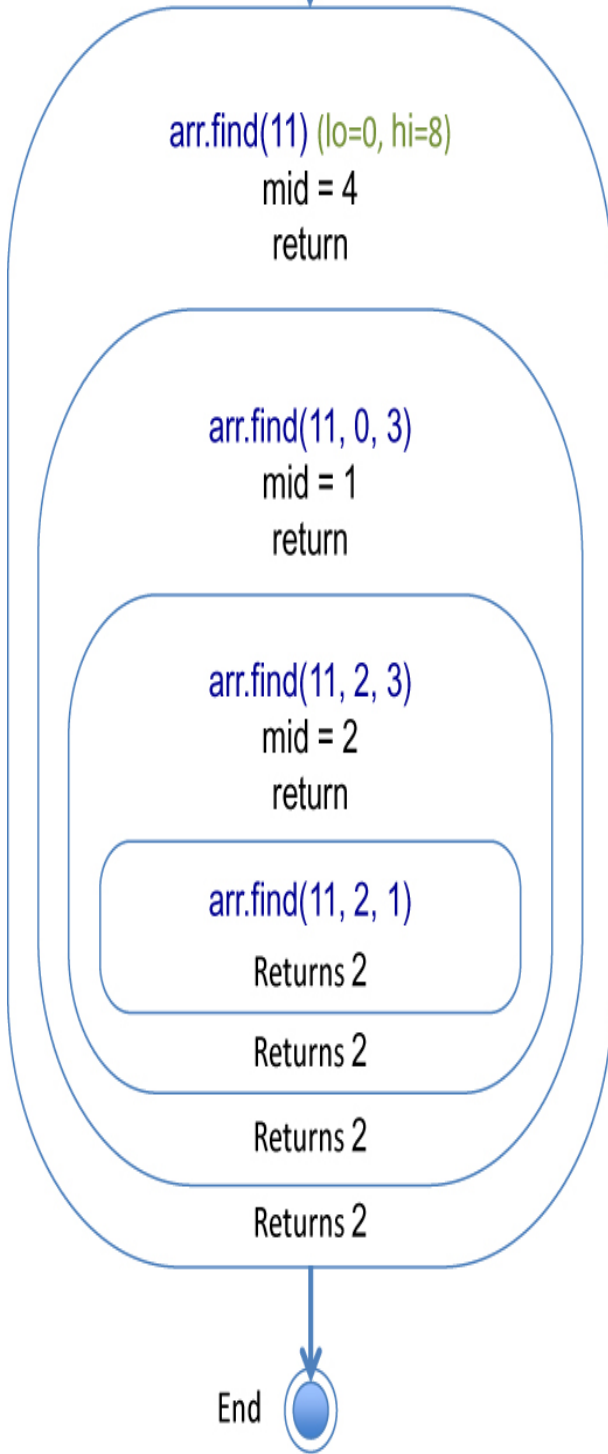 arr.find(11) (lo=0, hi=8)
mid = 4
return
arr.find(11, 0, 3)
mid = 1
return
arr.find(11, 2, 3)
mid = 2
return
arr.find(11, 2, 1)
Returns 2
Returns 2
Returns 2
Returns 2
End